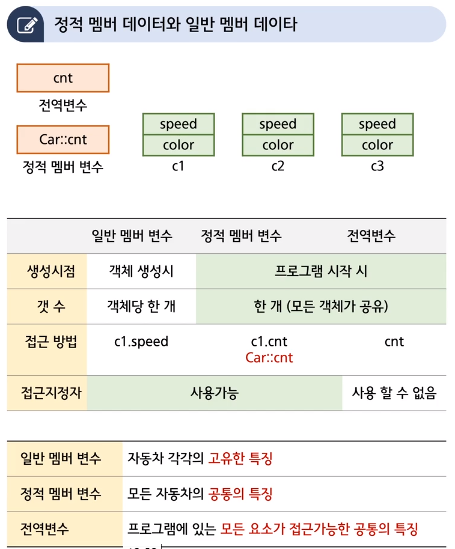 정적 멤버 데이터와 일반 멤버 데이타
cnt
전역변수
Car::cnt
정적 멤버 변수
speed
color
c1
speed
color
c2
speed
color
c3
일반 멤버 변수 정적 멤버 변수 전역변수
생성시점 객체 생성시 프로그램 시작 시
갯 수 객체당 한 개 한 개 (모든 객체가 공유)
접근 방법 c1.speed c1.cnt cnt
Car::cnt
접근지정자 사용가능 사용 할 수 없음
일반 멤버 변수 자동차 각각의 고유한 특징
정적 멤버 변수 모든 자동차의 공통의 특징
전역변수 프로그램에 있는 모든 요소가 접근가능한 공통의 특징